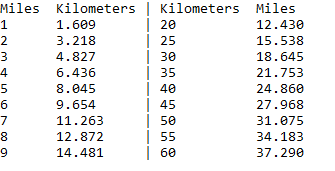 Miles  Kilometers | Kilometers  Miles
1      1.609      | 20          12.430
2      3.218      | 25          15.538
3      4.827      | 30          18.645
4      6.436      | 35          21.753
5      8.045      | 40          24.860
6      9.654      | 45          27.968
7      11.263     | 50          31.075
8      12.872     | 55          34.183
9      14.481     | 60          37.290